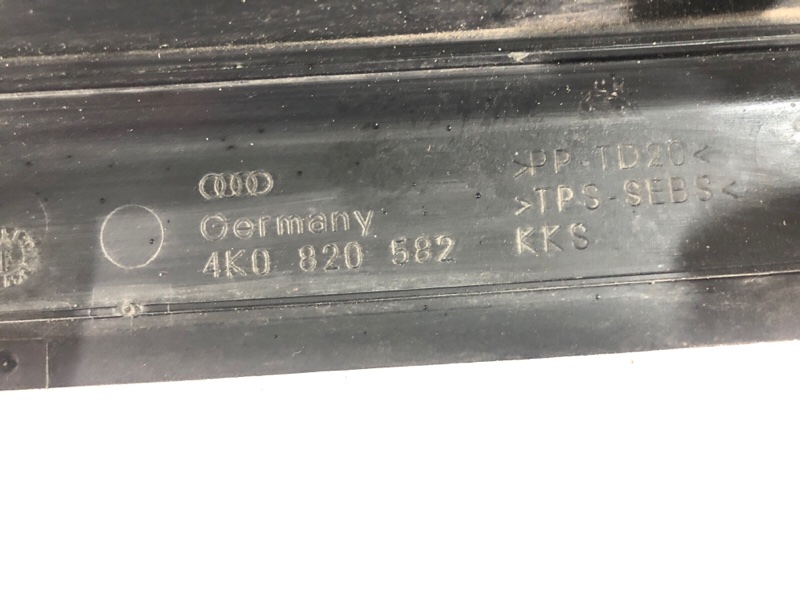 Germany
4K0 820 582
>PP-TD20<
>TPS-SEBS<
KKS